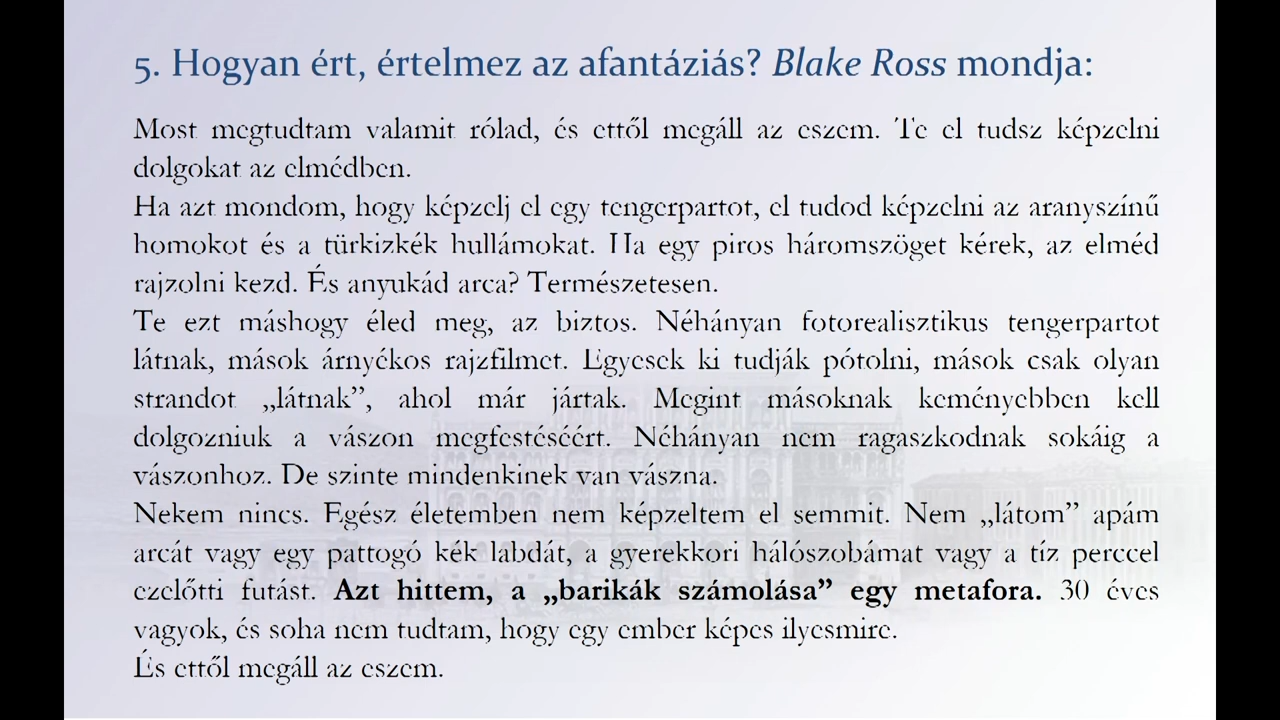 5. Hogyan ért, értelmez az afantáziás? Blake Ross mondja:
Most megtudtam valamit rólad, és ettől megáll az eszem. Te el tudsz képzelni
dolgokat az elmédben.
Ha azt mondom, hogy képzelj el egy tengerpartot, el tudod képzelni az aranyszínű
homokot és a türkizkék hullámokat. Ha egy piros háromszöget kérek, az elméd
rajzolni kezd. És anyukád arca? Természetesen.
Te ezt máshogy éled meg, az biztos. Néhányan fotorealisztikus tengerpartot
látnak, mások árnyékos rajzfilmet. Egyesek ki tudják pótolni, mások csak olyan
strandot „látnak”, ahol már jártak. Megint másoknak keményebben kell
dolgozniuk a vászon megfestéséért. Néhányan nem ragaszkodnak sokáig a
vászonhoz. De szinte mindenkinek van vászna.
Nekem nincs. Egész életemben nem képzeltem el semmit. Nem „látom” apám
arcát vagy egy pattogó kék labdát, a gyerekkori hálószobámat vagy a tíz perccel
ezelőtti futást. Azt hittem, a „barikák számolása” egy metafora. 30 éves
vagyok, és soha nem tudtam, hogy egy ember képes ilyesmire.
És ettől megáll az eszem.